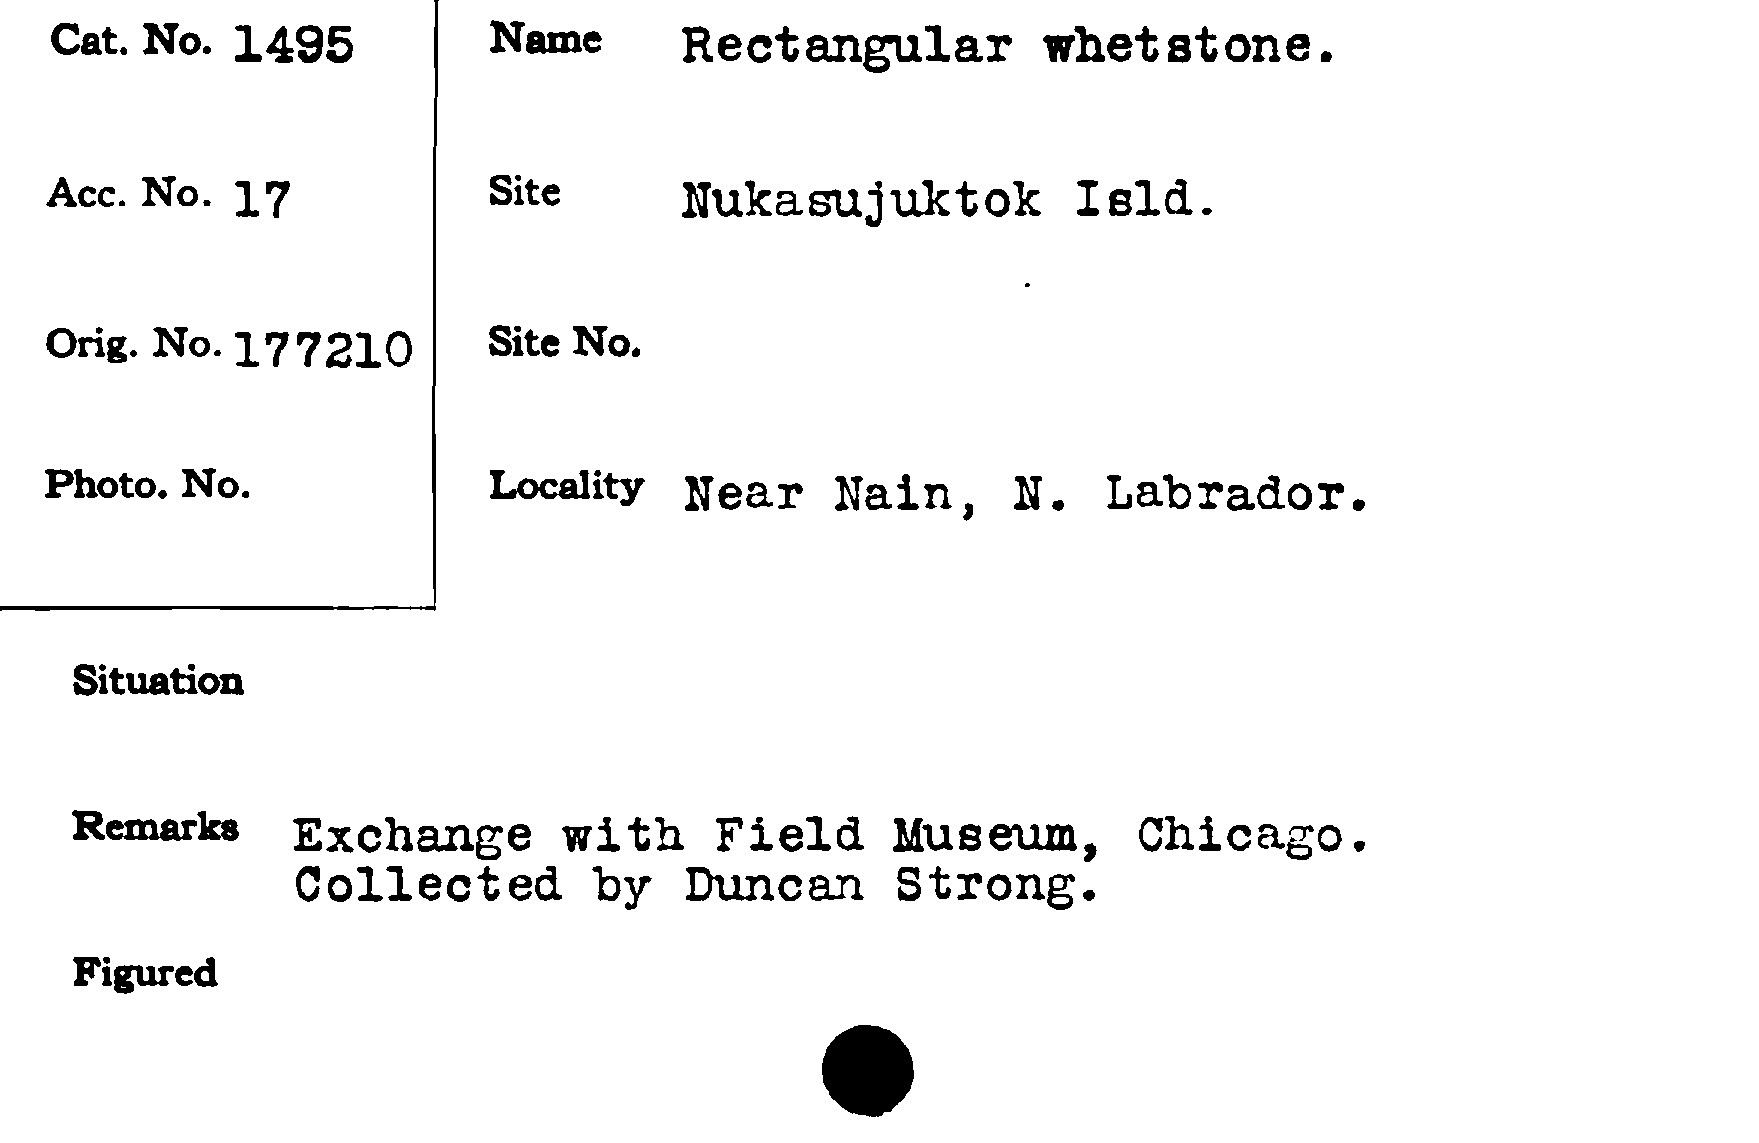 Cat. No. 1495
Acc. No. 17
Orig. No. 177210
Photo. No.
Name Rectangular whetstone.
Site Nukasujuktok Isld.
Site No.
Locality Near Nain, N. Labrador.
Situation
Remarks Exchange with Field Museum, Chicago.
Collected by Duncan Strong.
Figured